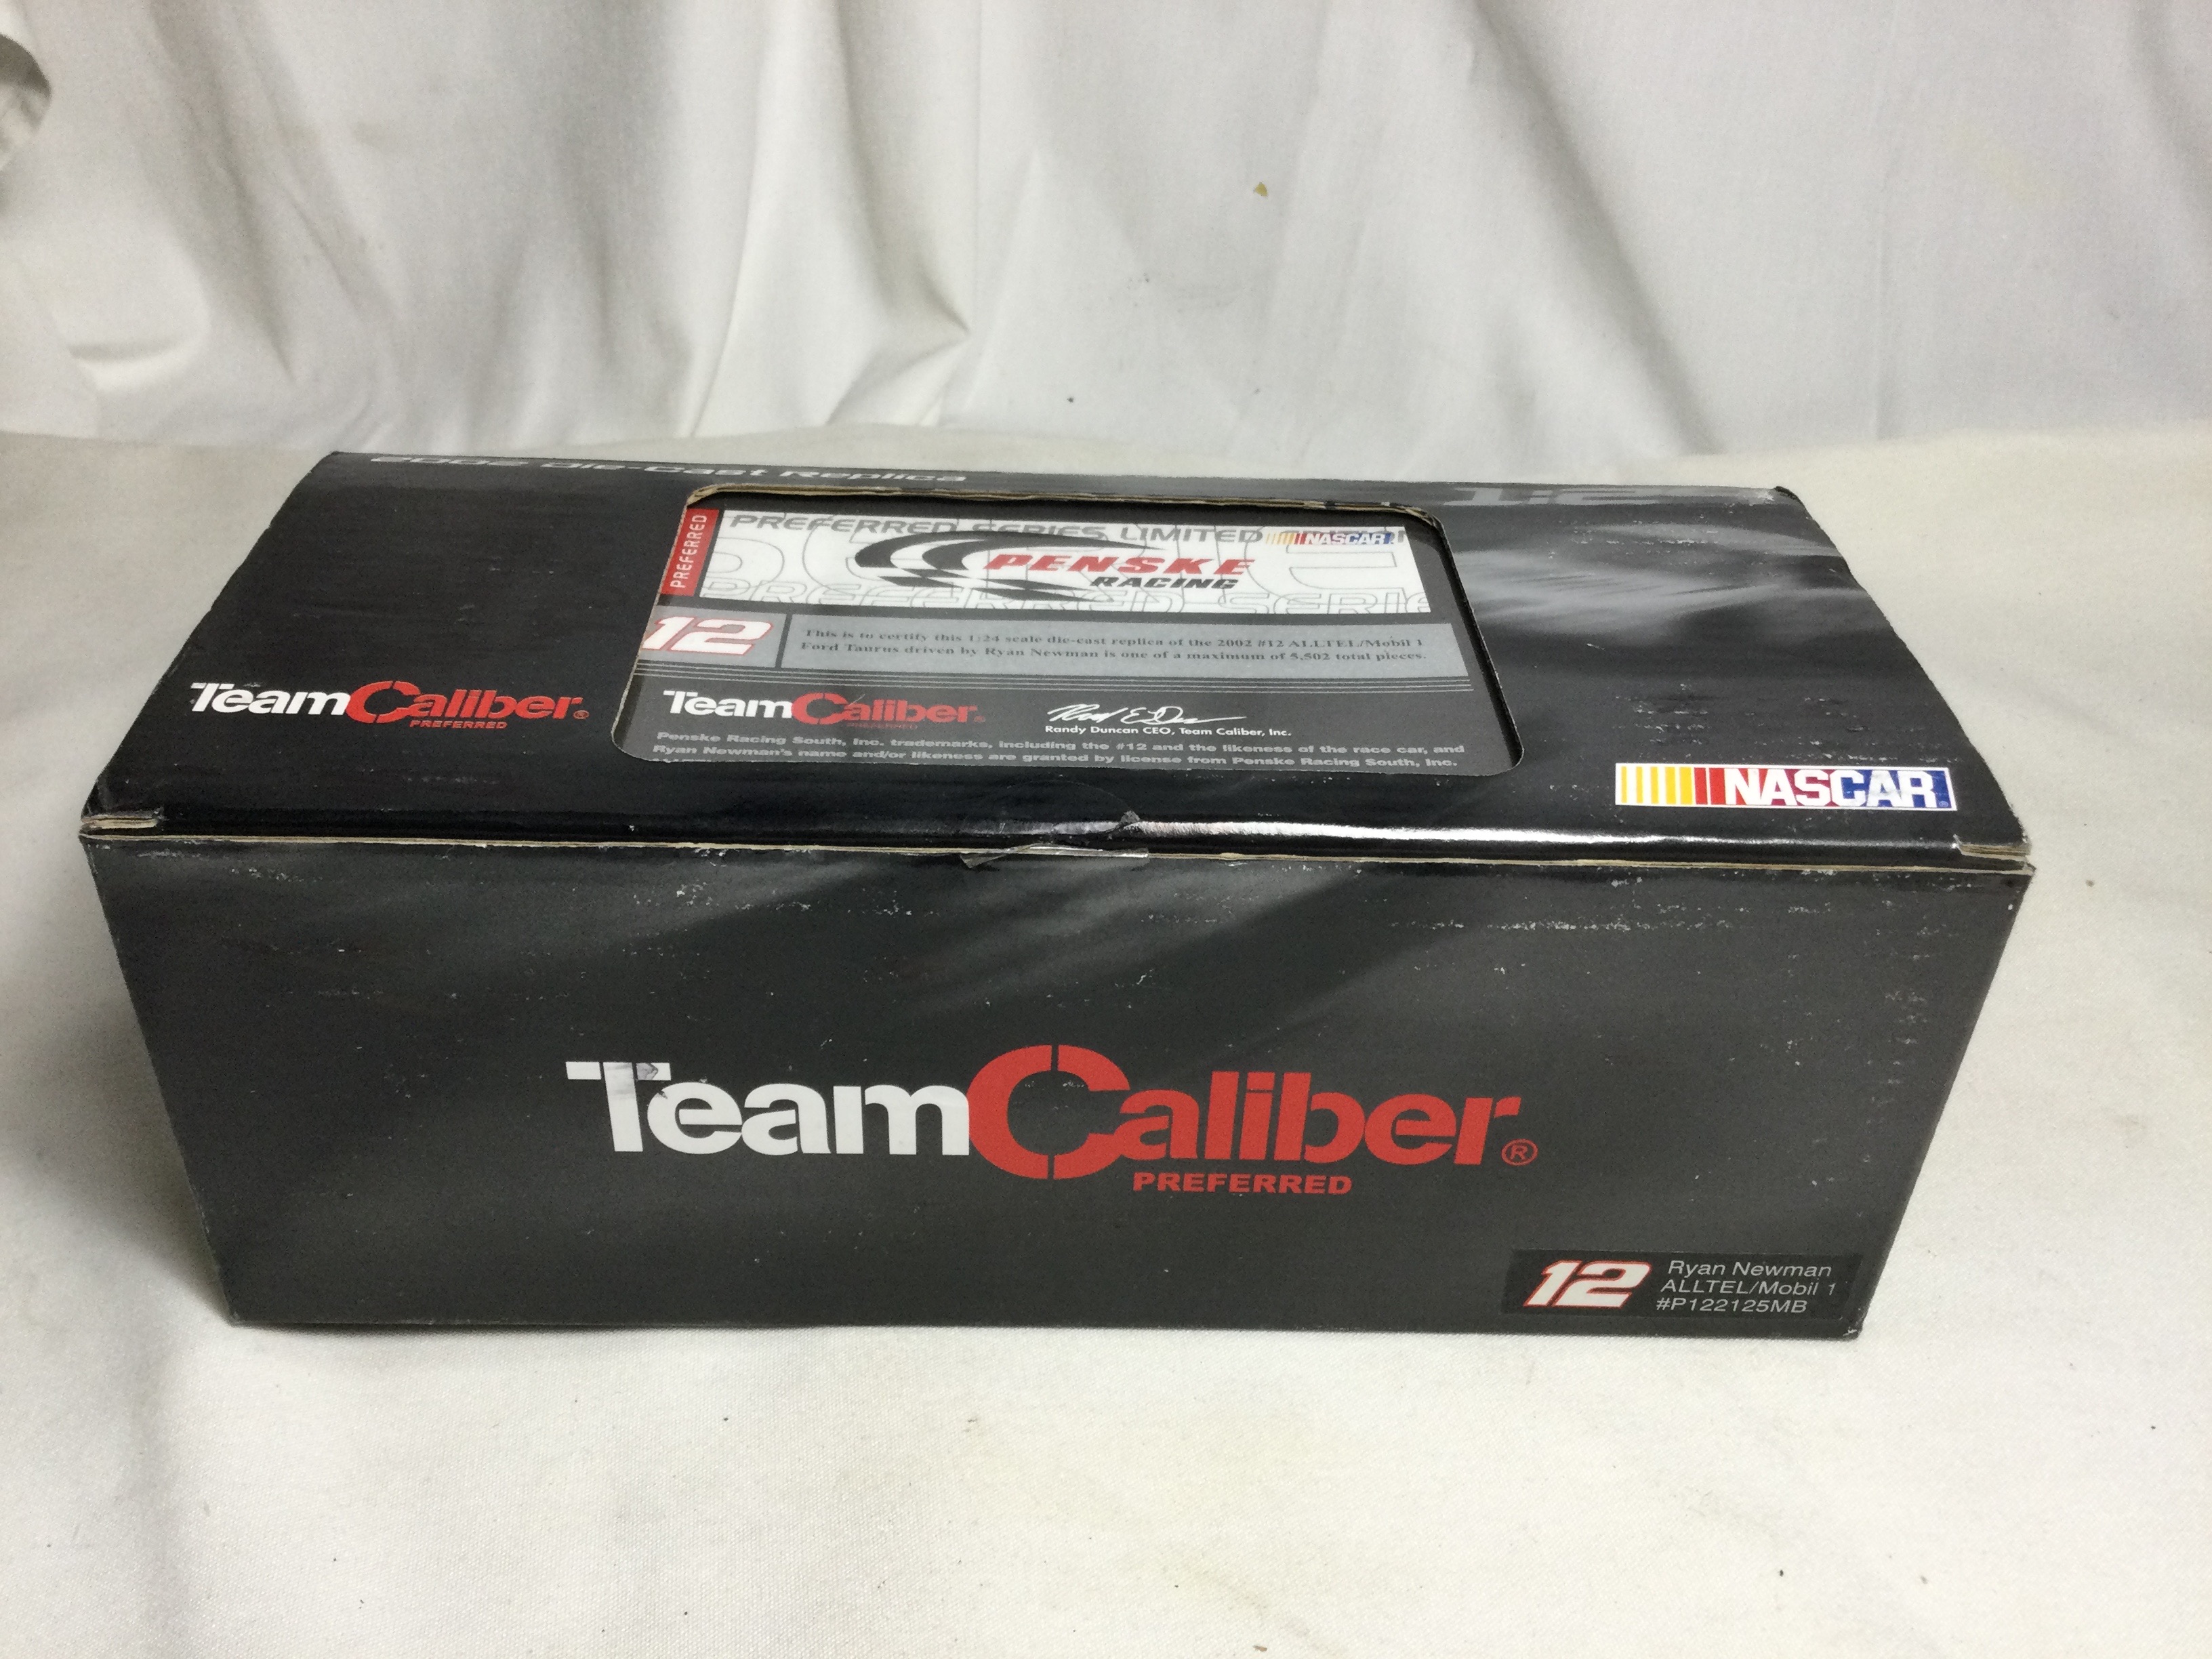 2002 Die-Cast Replica
PREFERRED
PREFERRED SERIES LIMITED
NASCAR
PENSKE
RACING
PREFERRED SERIE
12
This is to certify this 1:24 scale die-cast replica of the 2002 #12 ALLTEL/Mobil 1
Ford Taurus driven by Ryan Newman is one of a maximum of 5,502 total pieces.
TeamCaliber®
PREFERRED
TeamCaliber®
PREFERRED
Randy Duncan CEO, Team Caliber, Inc.
Penske Racing South, Inc. trademarks, including the #12 and the likeness of the race car, and
Ryan Newman's name and/or likeness are granted by license from Penske Racing South, Inc.
NASCAR
TeamCaliber®
PREFERRED
12
Ryan Newman
ALLTEL/Mobil 1
#P122125MB